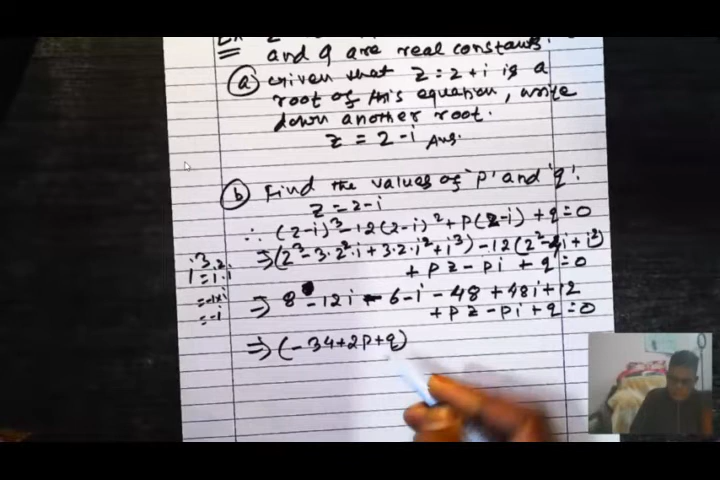 and q are real constants.
(a) Given that z=2+i is a
root of this equation, write
down another root.
z = 2-i Ans.
(b) Find the values of 'p' and 'q'.
z = 2-i
∴ (2-i)³-12(2-i)²+p(2-i)+q=0
⇒(2³-3.2².i+3.2.i²+i³)-12(2²-4i+i²)
+pz-pi+q=0
⇒ 8-12i-6-i-48+48i+12
+pz-pi+q=0
⇒(-34+2p+q)
i³
=-1×i
=-i